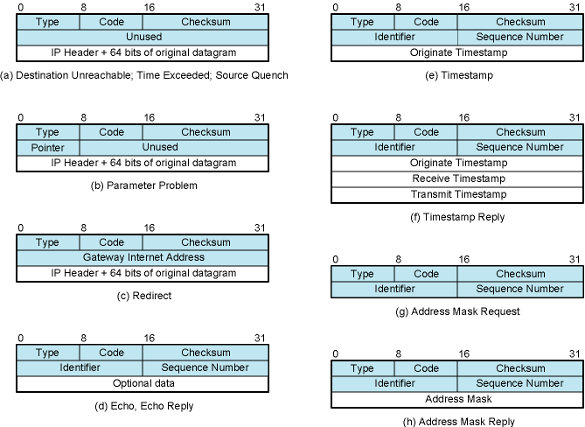 0 8 16 31
Type Code Checksum
Unused
IP Header + 64 bits of original datagram
(a) Destination Unreachable; Time Exceeded; Source Quench
0 8 16 31
Type Code Checksum
Pointer Unused
IP Header + 64 bits of original datagram
(b) Parameter Problem
0 8 16 31
Type Code Checksum
Gateway Internet Address
IP Header + 64 bits of original datagram
(c) Redirect
0 8 16 31
Type Code Checksum
Identifier Sequence Number
Optional data
(d) Echo, Echo Reply
0 8 16 31
Type Code Checksum
Identifier Sequence Number
Originate Timestamp
(e) Timestamp
0 8 16 31
Type Code Checksum
Identifier Sequence Number
Originate Timestamp
Receive Timestamp
Transmit Timestamp
(f) Timestamp Reply
0 8 16 31
Type Code Checksum
Identifier Sequence Number
(g) Address Mask Request
0 8 16 31
Type Code Checksum
Identifier Sequence Number
Address Mask
(h) Address Mask Reply